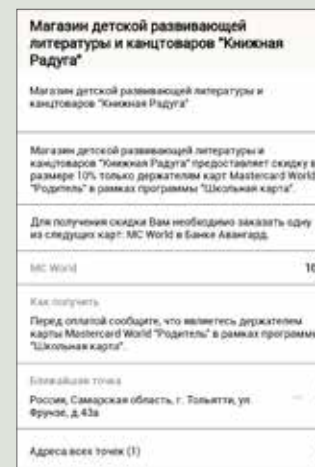 Магазин детской развивающей
литературы и канцтоваров "Книжная
Радуга"
Магазин детской развивающей литературы и
канцтоваров "Книжная Радуга"
Магазин детской развивающей литературы и
канцтоваров "Книжная Радуга" предоставляет скидку в
размере 10% только держателям карт Mastercard World
"Родитель" в рамках программы "Школьная карта".
Для получения скидки Вам необходимо заказать одну
из следущих карт: MC World в Банке Авангард.
MC World 10
Как получить
Перед оплатой сообщите, что являетесь держателем
карты Mastercard World "Родитель" в рамках программы
"Школьная карта".
Ближайшая точка
Россия, Самарская область, г. Тольятти, ул
Фрунзе, д.43а
Адреса всех точек (1)